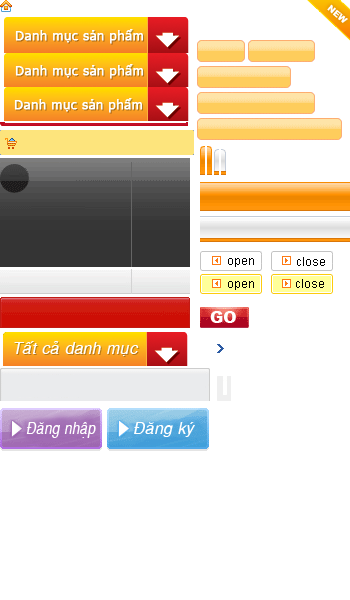 NEW
Danh mục sản phẩm
Danh mục sản phẩm
Danh mục sản phẩm
open close
open close
GO
Tất cả danh mục
Đăng nhập Đăng ký